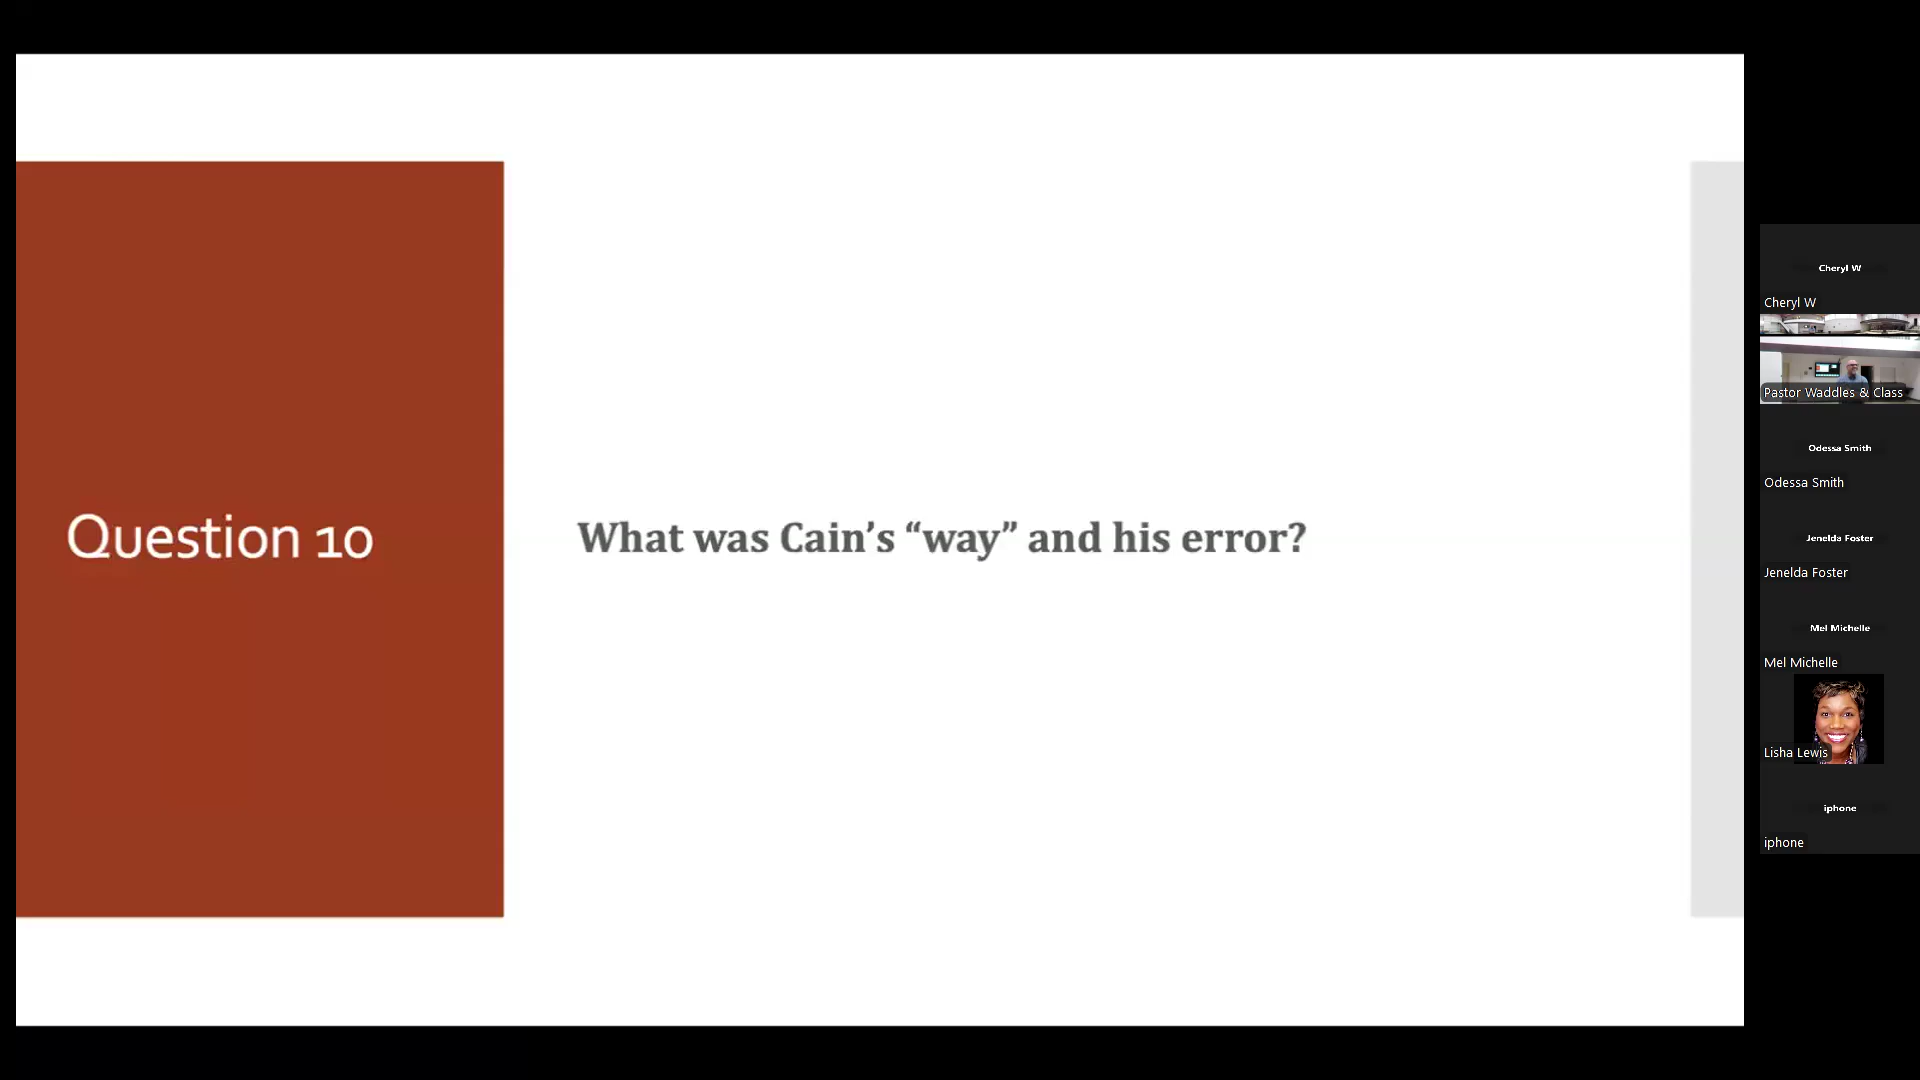 Question 10
What was Cain’s “way” and his error?
Cheryl W
Cheryl W
Pastor Waddles & Class
Odessa Smith
Odessa Smith
Jenelda Foster
Jenelda Foster
Mel Michelle
Mel Michelle
Lisha Lewis
iphone
iphone